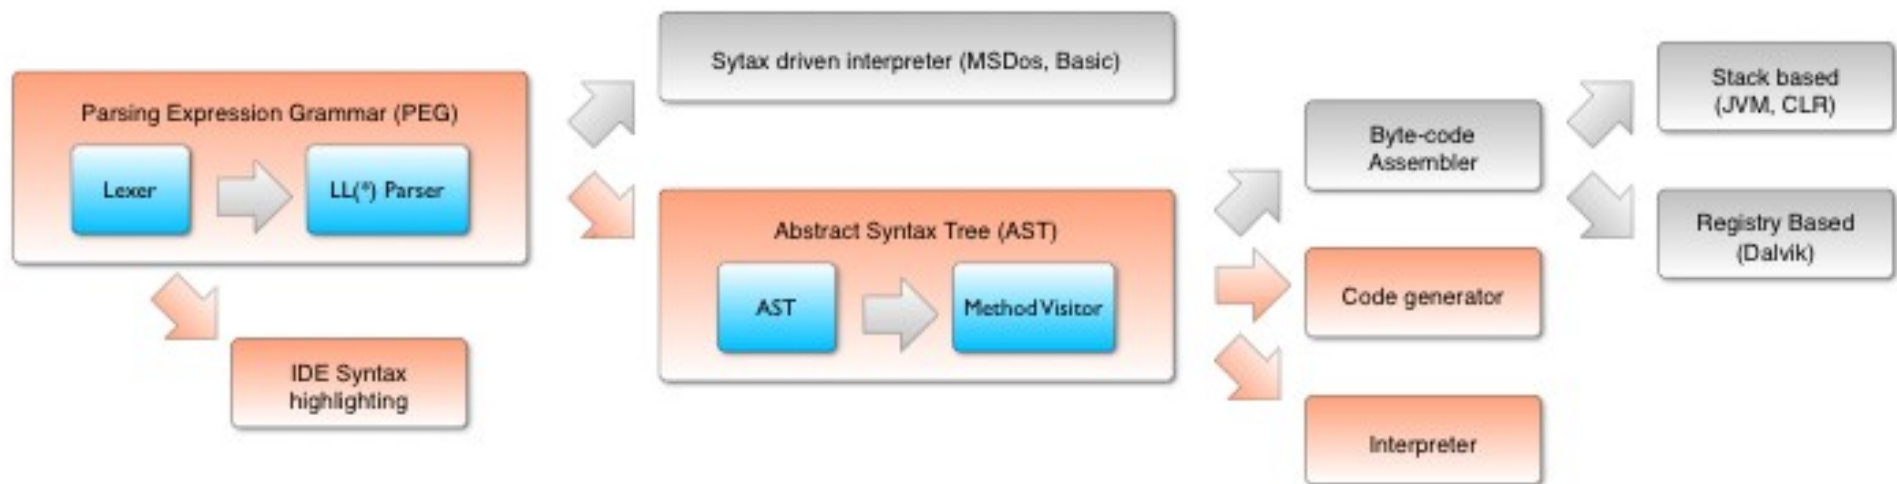 Parsing Expression Grammar (PEG)
Lexer
LL(*) Parser
IDE Syntax
highlighting
Sytax driven interpreter (MSDos, Basic)
Abstract Syntax Tree (AST)
AST
Method Visitor
Byte-code
Assembler
Code generator
Interpreter
Stack based
(JVM, CLR)
Registry Based
(Dalvik)